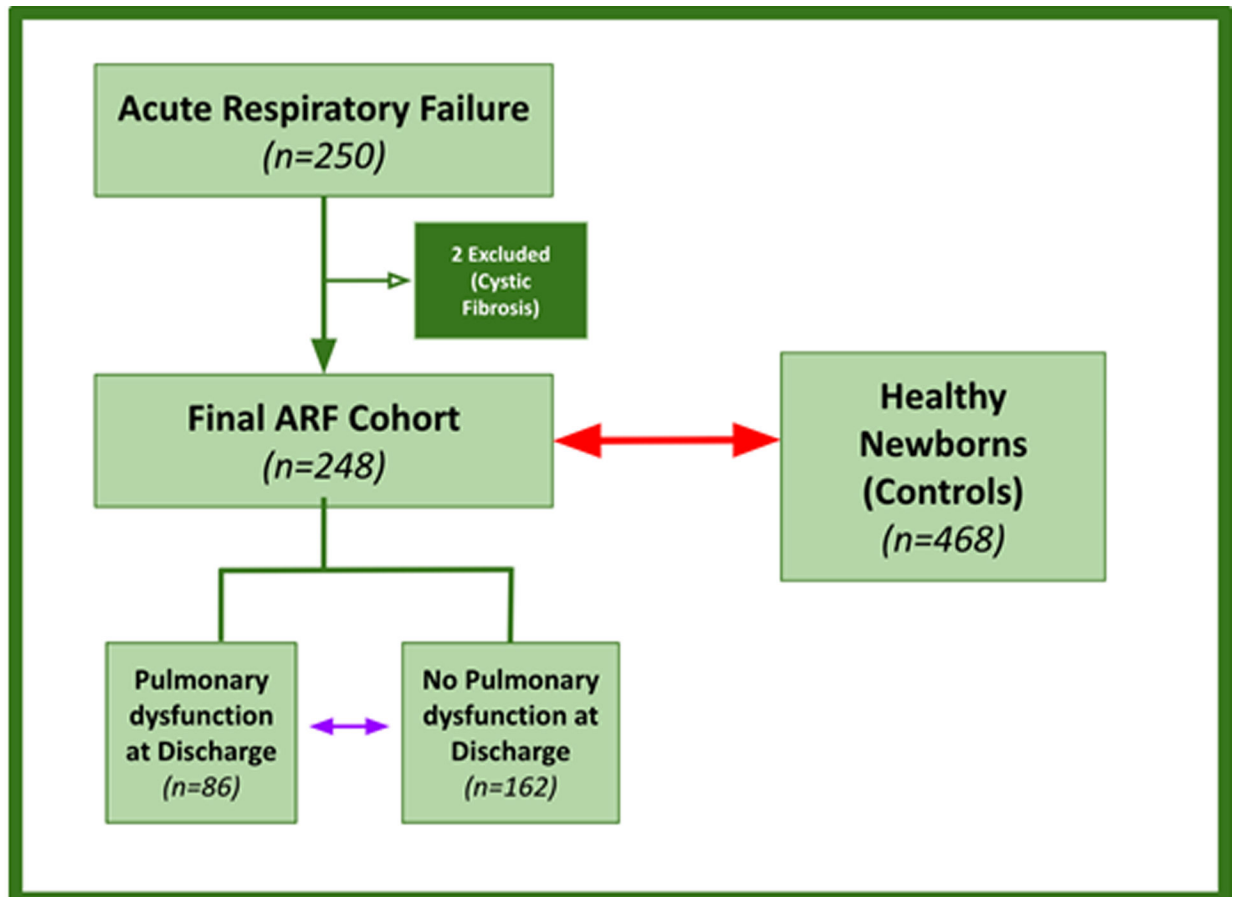 Acute Respiratory Failure
(n=250)
2 Excluded
(Cystic
Fibrosis)
Final ARF Cohort
(n=248)
Healthy
Newborns
(Controls)
(n=468)
Pulmonary
dysfunction
at Discharge
(n=86)
No Pulmonary
dysfunction at
Discharge
(n=162)